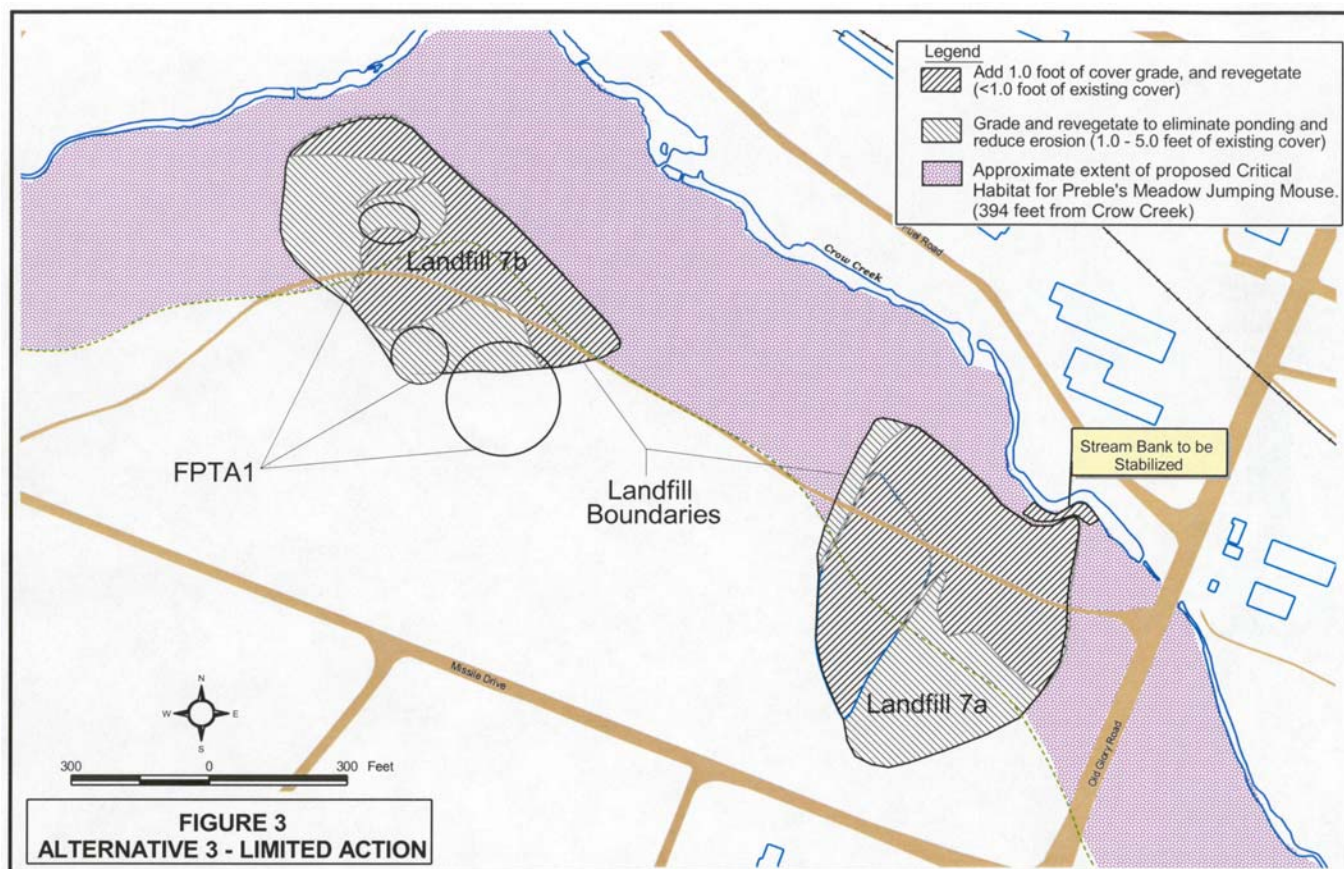 Legend
Add 1.0 foot of cover grade, and revegetate
(<1.0 foot of existing cover)
Grade and revegetate to eliminate ponding and
reduce erosion (1.0 - 5.0 feet of existing cover)
Approximate extent of proposed Critical
Habitat for Preble's Meadow Jumping Mouse.
(394 feet from Crow Creek)
Road
Crow Creek
Landfill 7b
Stream Bank to be
Stabilized
FPTA1
Landfill
Boundaries
Missile Drive
Landfill 7a
Old Glory Road
N
W
E
S
300
0
300 Feet
FIGURE 3
ALTERNATIVE 3 - LIMITED ACTION